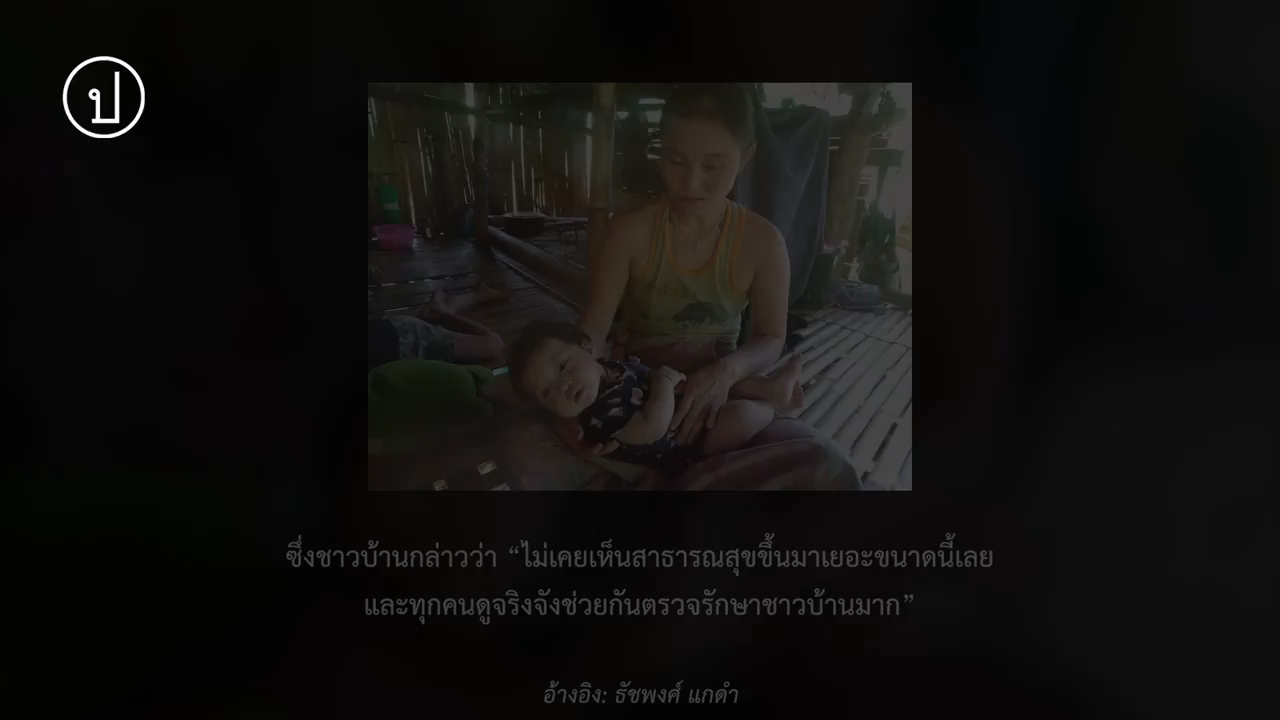 ป
ซึ่งชาวบ้านกล่าวว่า “ไม่เคยเห็นสาธารณสุขขึ้นมาเยอะขนาดนี้เลย
และทุกคนดูจริงจังช่วยกันตรวจรักษาชาวบ้านมาก”
อ้างอิง: ธัชพงศ์ แกดำ